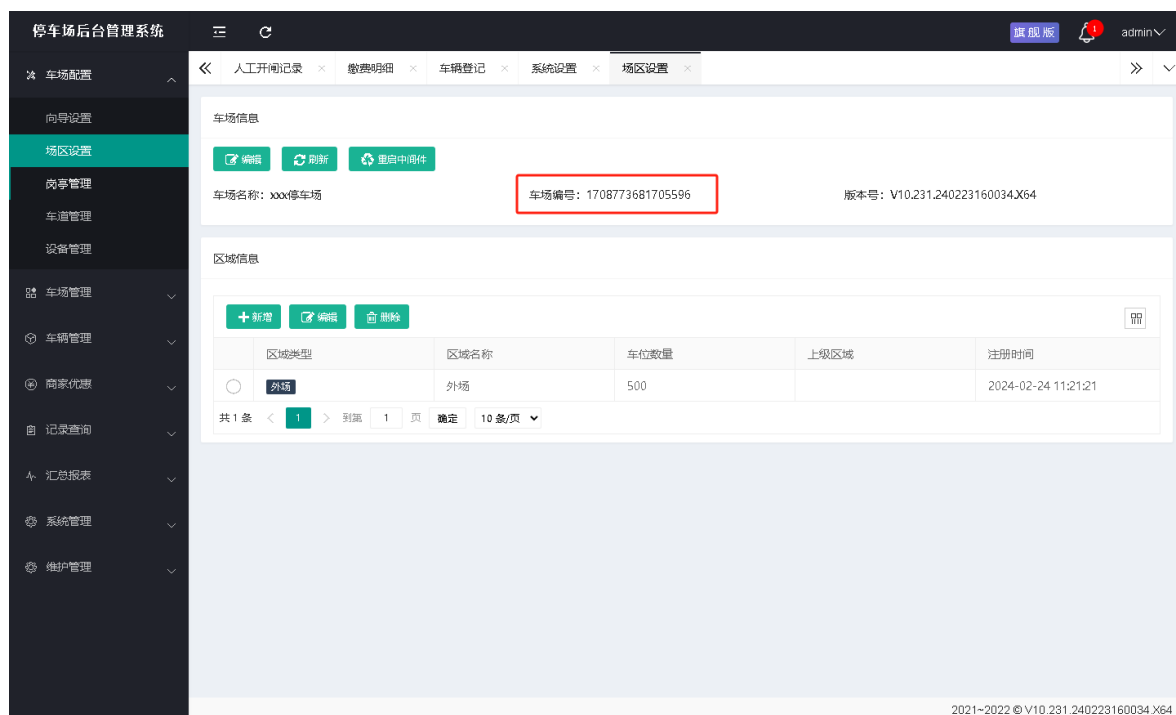 停车场后台管理系统
旗舰版 1 admin
车场配置
人工开闸记录 缴费明细 车辆登记 系统设置 场区设置
向导设置
场区设置
岗亭管理
车道管理
设备管理
车场管理
车辆管理
商家优惠
记录查询
汇总报表
系统管理
维护管理
车场信息
编辑 刷新 重启中间件
车场名称：xxx停车场 车场编号：1708773681705596 版本号：V10.231.240223160034.X64
区域信息
新增 编辑 删除
区域类型 区域名称 车位数量 上级区域 注册时间
外场 外场 500 2024-02-24 11:21:21
共1条 1 到第 1 页 确定 10条/页
2021~2022 © V10.231.240223160034.X64